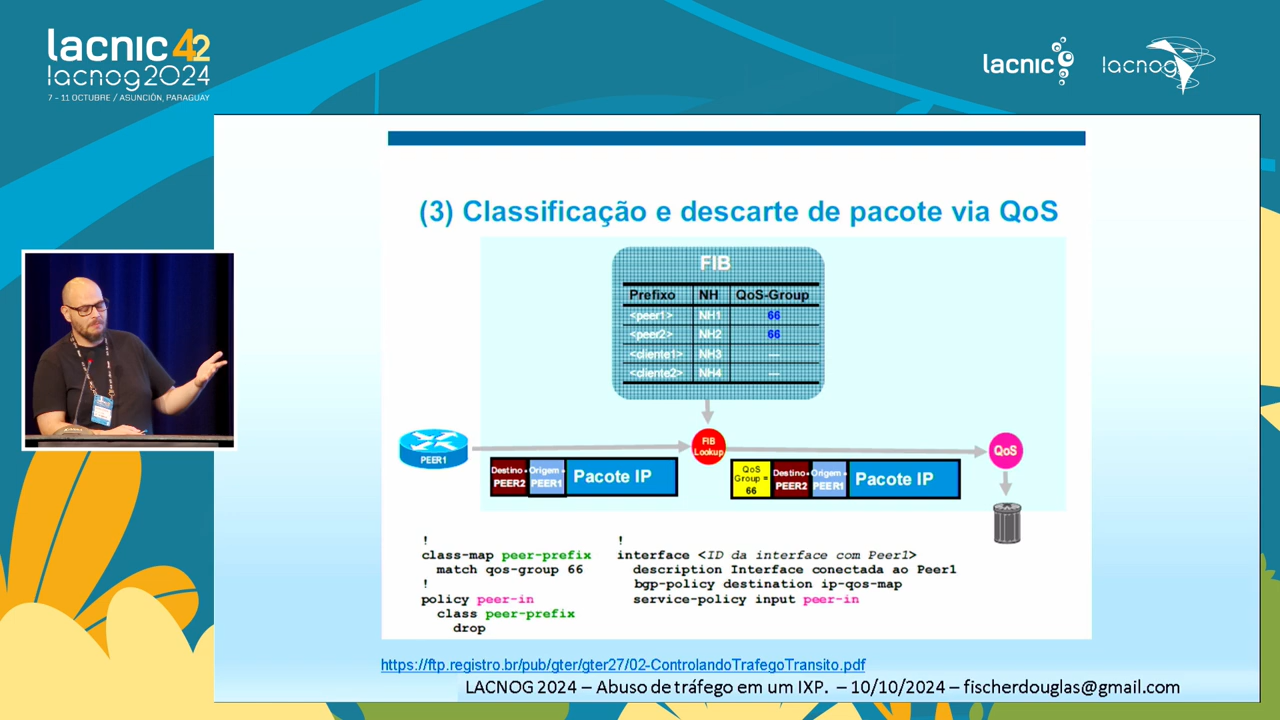 lacnic 42
lacnog 2024
7 - 11 OCTUBRE / ASUNCIÓN, PARAGUAY
lacnic
lacnog
(3) Classificação e descarte de pacote via QoS
FIB
Prefixo NH QoS-Group
<peer1> NH1 66
<peer2> NH2 66
<cliente1> NH3 —
<cliente2> NH4 —
PEER1
FIB
Lookup
QoS
Destino =
PEER2
Origem =
PEER1
Pacote IP
QoS
Group =
66
Destino =
PEER2
Origem =
PEER1
Pacote IP
!
class-map peer-prefix
match qos-group 66
!
policy peer-in
class peer-prefix
drop
!
interface <ID da interface com Peer1>
description Interface conectada ao Peer1
bgp-policy destination ip-qos-map
service-policy input peer-in
https://ftp.registro.br/pub/gter/gter27/02-ControlandoTrafegoTransito.pdf
LACNOG 2024 – Abuso de tráfego em um IXP. – 10/10/2024 – fischerdouglas@gmail.com